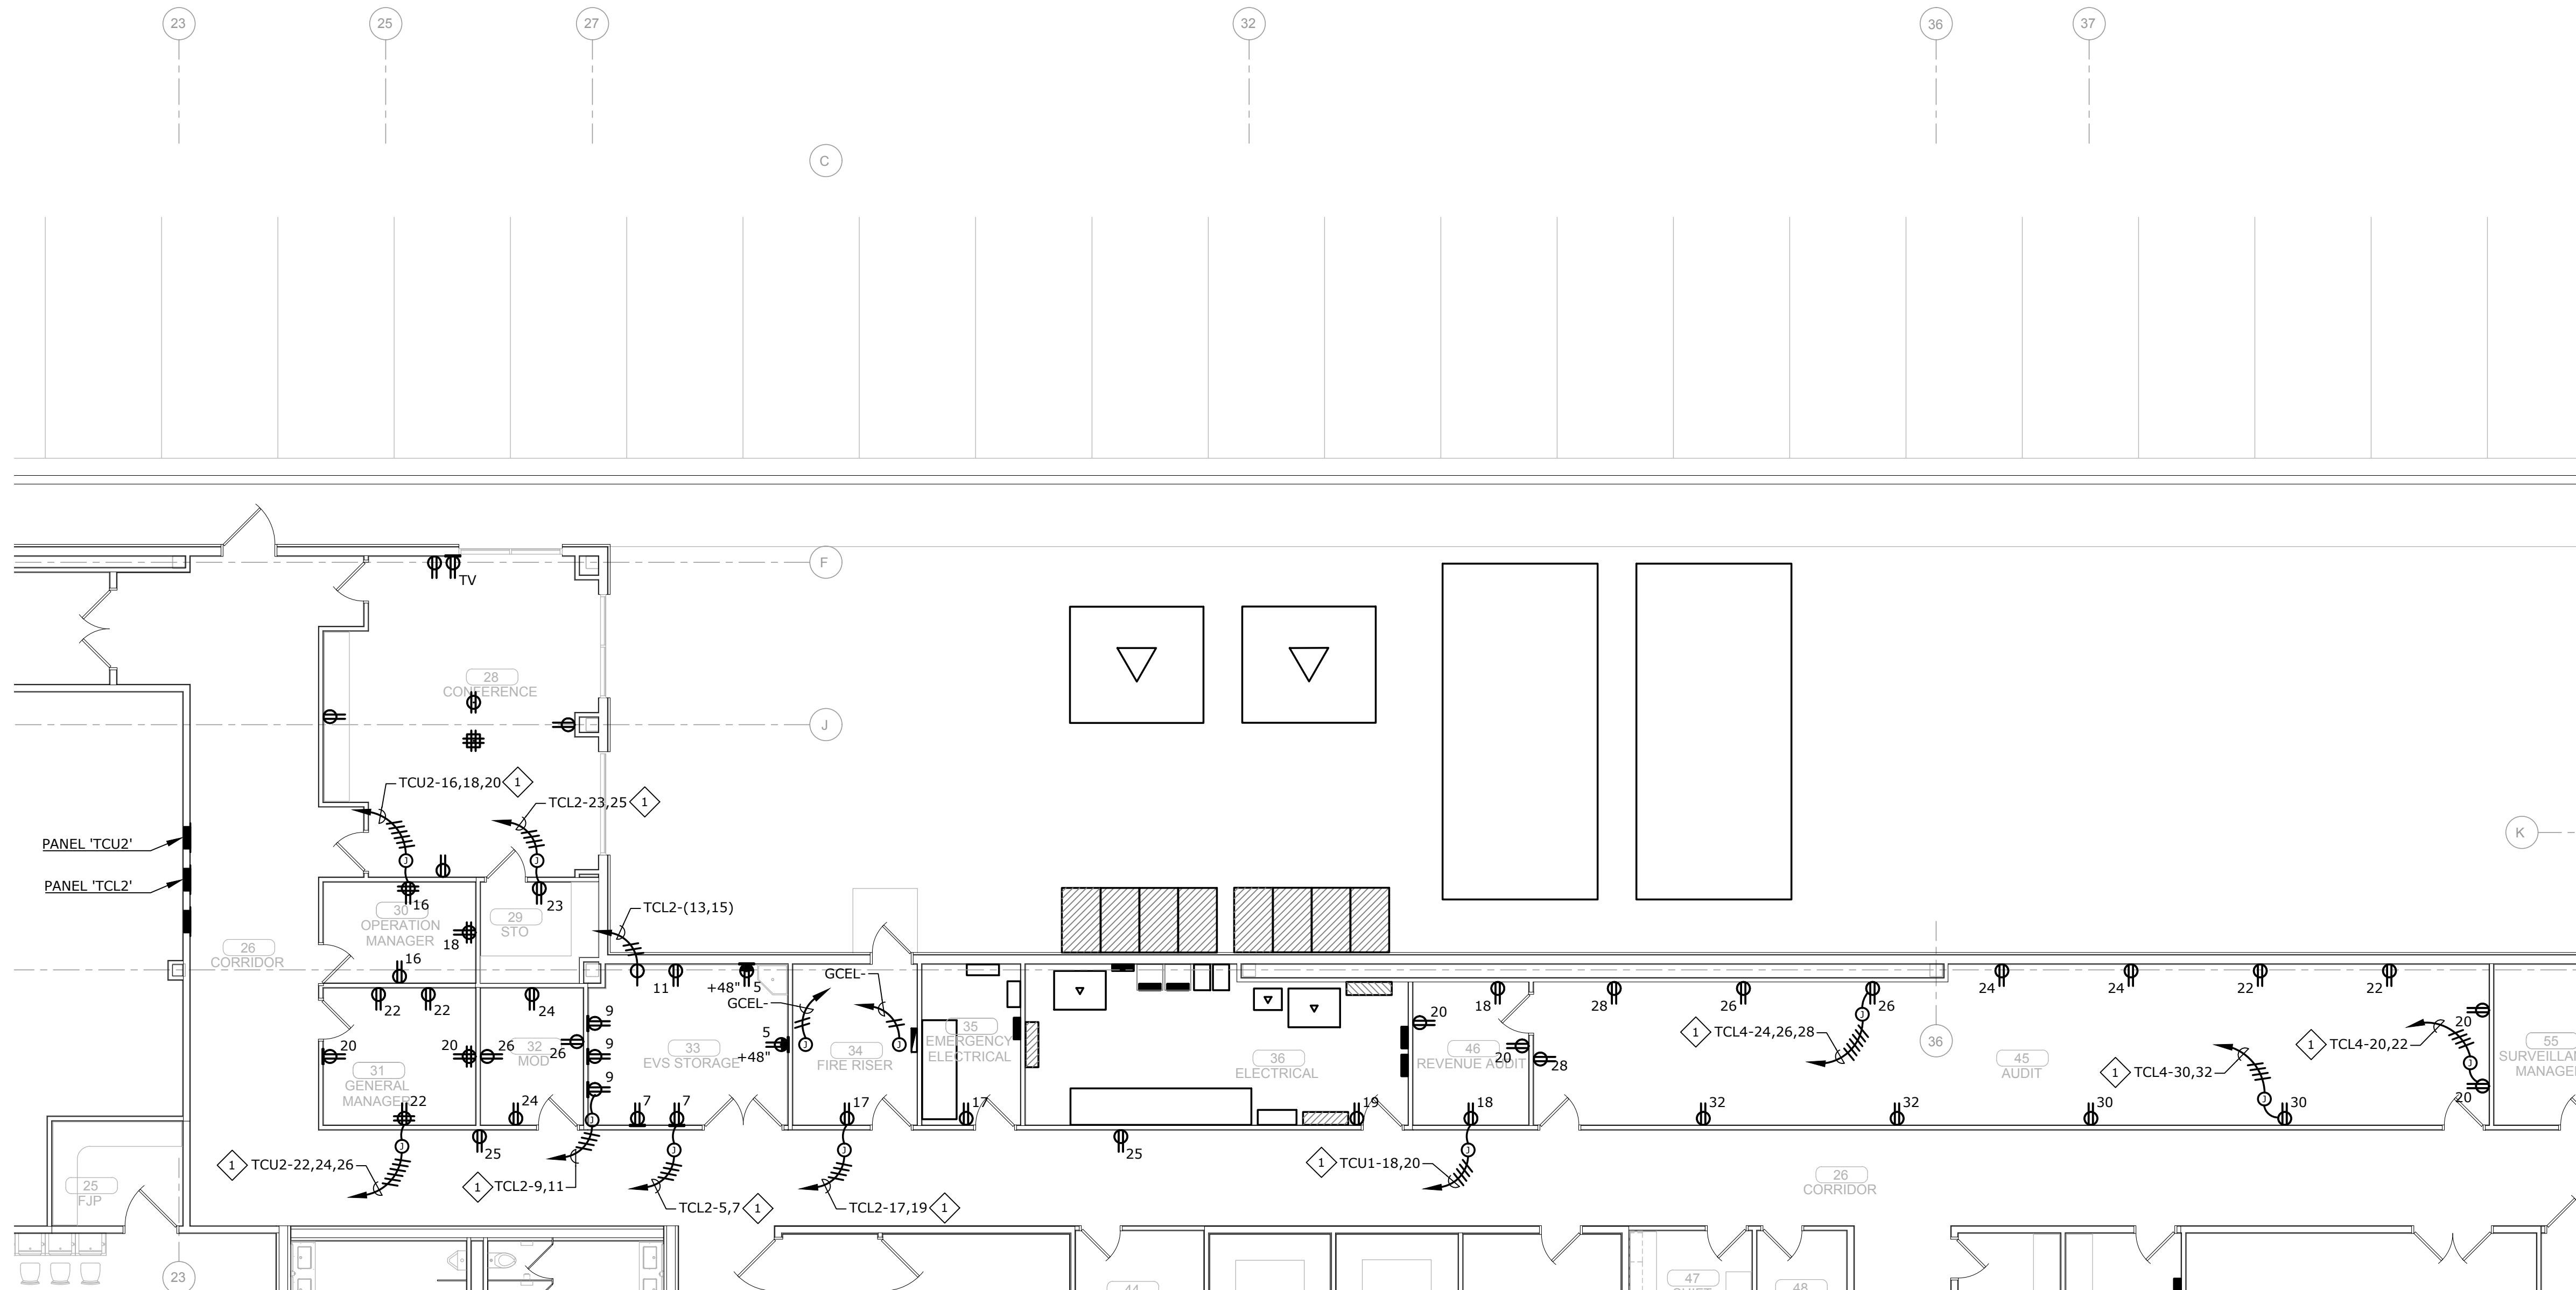 23
25
27
32
36
37
C
F
TV
28
CONFERENCE
J
TCU2-16,18,20
1
TCL2-23,25
1
PANEL 'TCU2'
K
PANEL 'TCL2'
16
23
TCL2-(13,15)
30
OPERATION
MANAGER
29
STO
18
26
CORRIDOR
16
11
+48"
5
GCEL-
GCEL-
22
22
24
9
20
18
28
26
26
24
24
22
22
20
1
TCL4-24,26,28
36
1
TCL4-20,22
20
20
26
32
MOD
26
9
33
EVS STORAGE
5
+48"
34
FIRE RISER
35
EMERGENCY
ELECTRICAL
36
ELECTRICAL
46
REVENUE AUDIT
20
28
45
AUDIT
1
TCL4-30,32
55
SURVEILLAN
MANAGE
31
GENERAL
MANAGER
9
22
24
7
7
17
17
19
18
32
32
30
30
20
25
25
1
TCU2-22,24,26
1
TCL2-9,11
TCL2-5,7
1
TCL2-17,19
1
1
TCU1-18,20
26
CORRIDOR
25
FJP
23
44
47
48
J
J
J
J
J
J
J
J
J
J
J
J